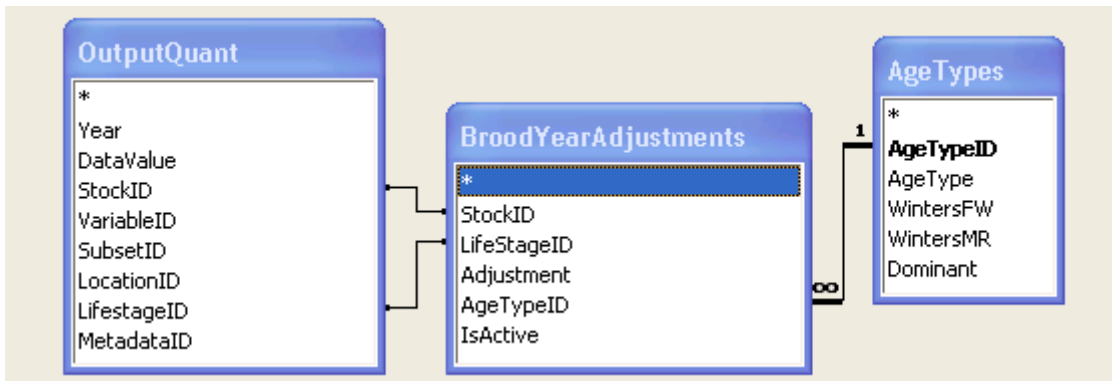 OutputQuant
*
Year
DataValue
StockID
VariableID
SubsetID
LocationID
LifestageID
MetadataID
BroodYearAdjustments
*
StockID
LifeStageID
Adjustment
AgeTypeID
IsActive
1
∞
AgeTypes
*
AgeTypeID
AgeType
WintersFW
WintersMR
Dominant